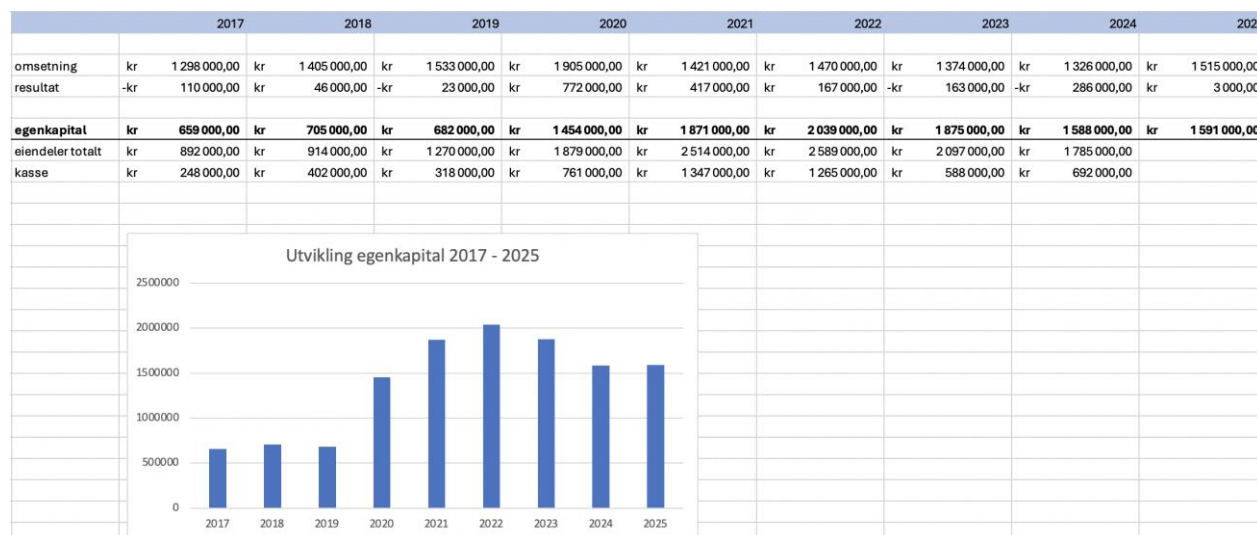 2017 2018 2019 2020 2021 2022 2023 2024 202
omsetning kr 1 298 000,00 kr 1 405 000,00 kr 1 533 000,00 kr 1 905 000,00 kr 1 421 000,00 kr 1 470 000,00 kr 1 374 000,00 kr 1 326 000,00 kr 1 515 000,00
resultat -kr 110 000,00 kr 46 000,00 -kr 23 000,00 kr 772 000,00 kr 417 000,00 kr 167 000,00 -kr 163 000,00 -kr 286 000,00 kr 3 000,00
egenkapital kr 659 000,00 kr 705 000,00 kr 682 000,00 kr 1 454 000,00 kr 1 871 000,00 kr 2 039 000,00 kr 1 875 000,00 kr 1 588 000,00 kr 1 591 000,00
eiendeler totalt kr 892 000,00 kr 914 000,00 kr 1 270 000,00 kr 1 879 000,00 kr 2 514 000,00 kr 2 589 000,00 kr 2 097 000,00 kr 1 785 000,00
kasse kr 248 000,00 kr 402 000,00 kr 318 000,00 kr 761 000,00 kr 1 347 000,00 kr 1 265 000,00 kr 588 000,00 kr 692 000,00
Utvikling egenkapital 2017 - 2025
2500000
2000000
1500000
1000000
500000
0
2017 2018 2019 2020 2021 2022 2023 2024 2025